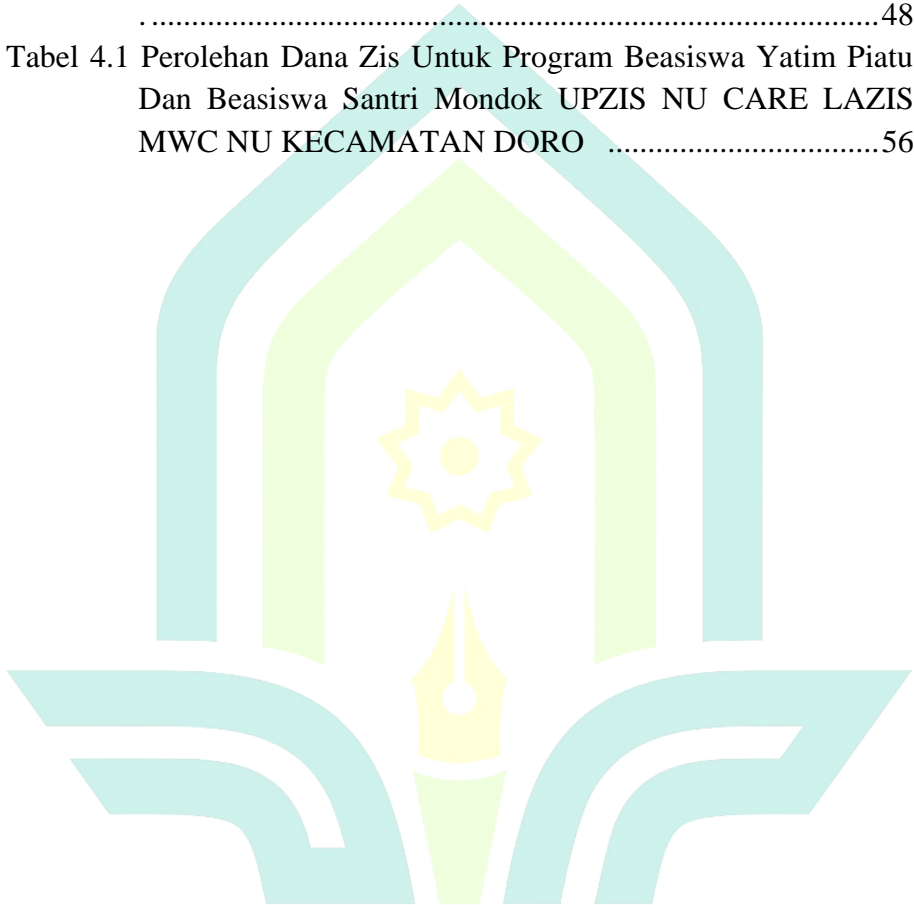 . ........................................................................................48
Tabel 4.1 Perolehan Dana Zis Untuk Program Beasiswa Yatim Piatu
Dan Beasiswa Santri Mondok UPZIS NU CARE LAZIS
MWC NU KECAMATAN DORO ................................56